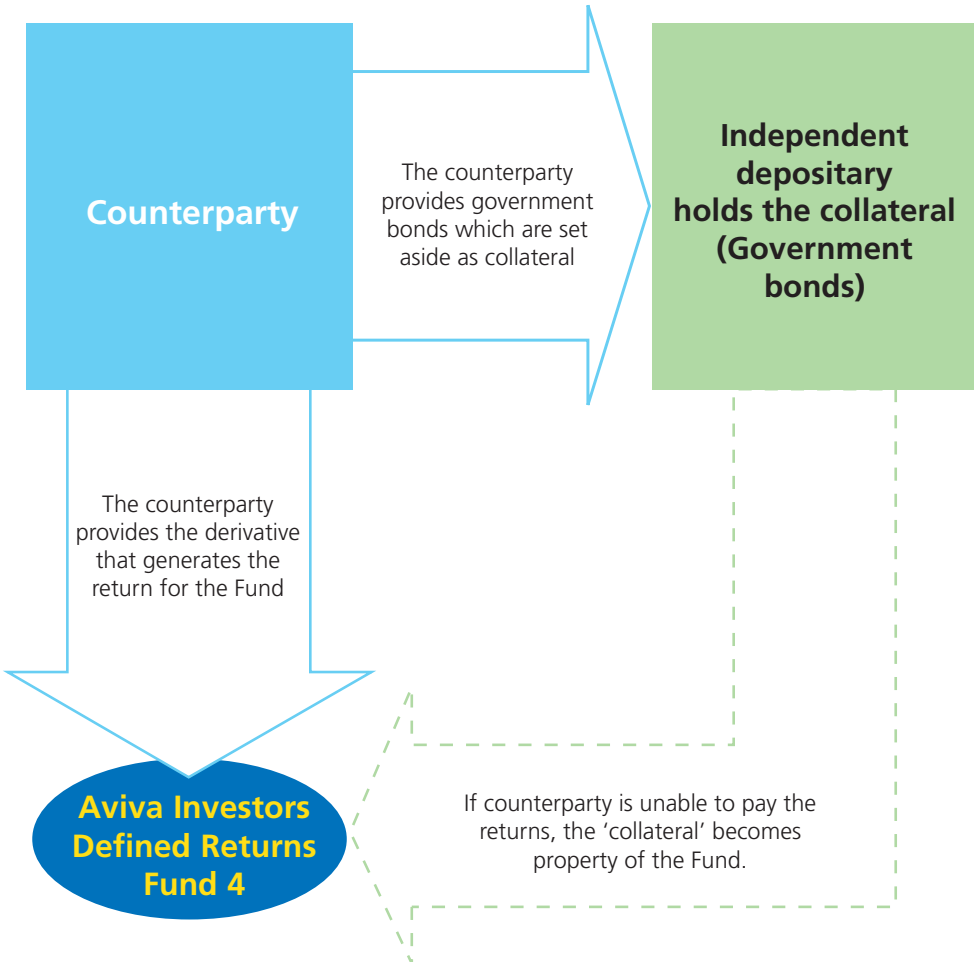 Counterparty
The counterparty
provides government
bonds which are set
aside as collateral
Independent
depositary
holds the collateral
(Government
bonds)
The counterparty
provides the derivative
that generates the
return for the Fund
Aviva Investors
Defined Returns
Fund 4
If counterparty is unable to pay the
returns, the ‘collateral’ becomes
property of the Fund.